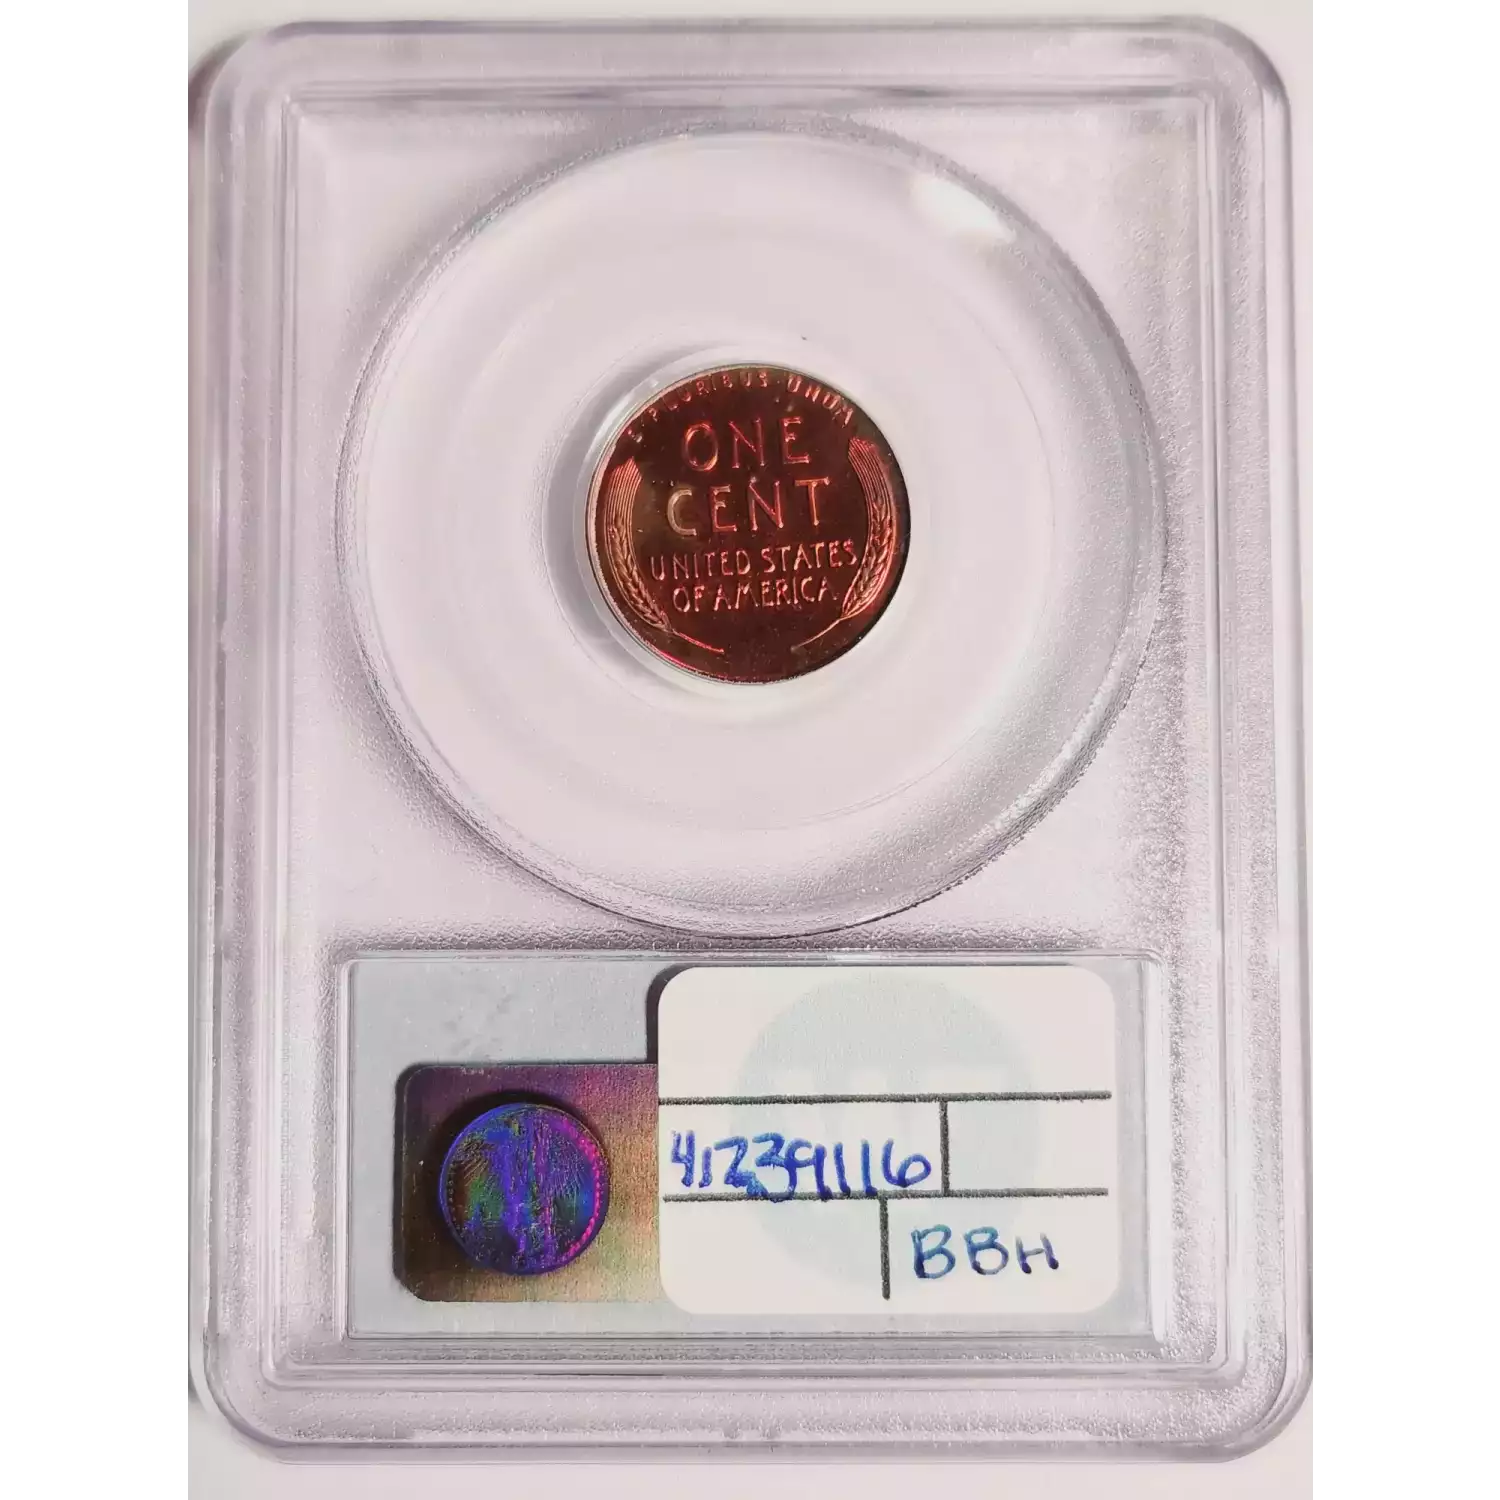 E·PLURIBUS·UNUM
ONE
CENT
UNITED STATES
OF AMERICA
41239116
BBH